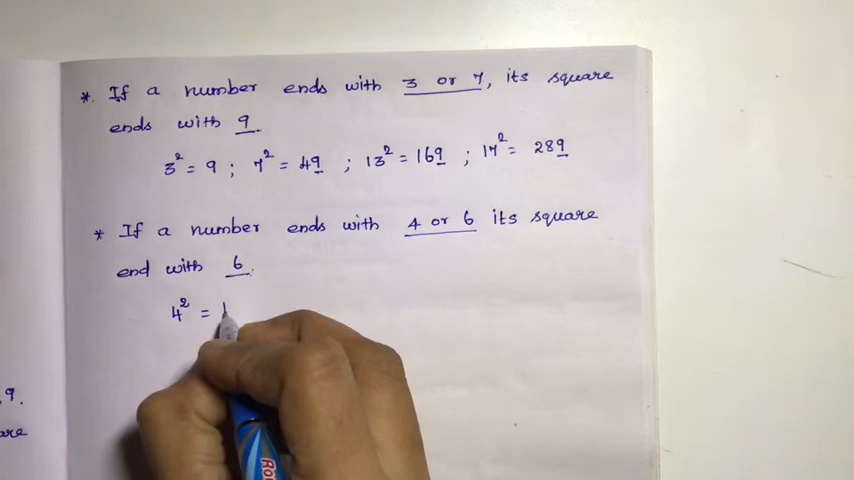 * If a number ends with 3 or 7, its square
ends with 9.
3² = 9 ; 7² = 49 ; 13² = 169 ; 17² = 289
* If a number ends with 4 or 6 its square
end with 6.
4² = 1
,9.
are